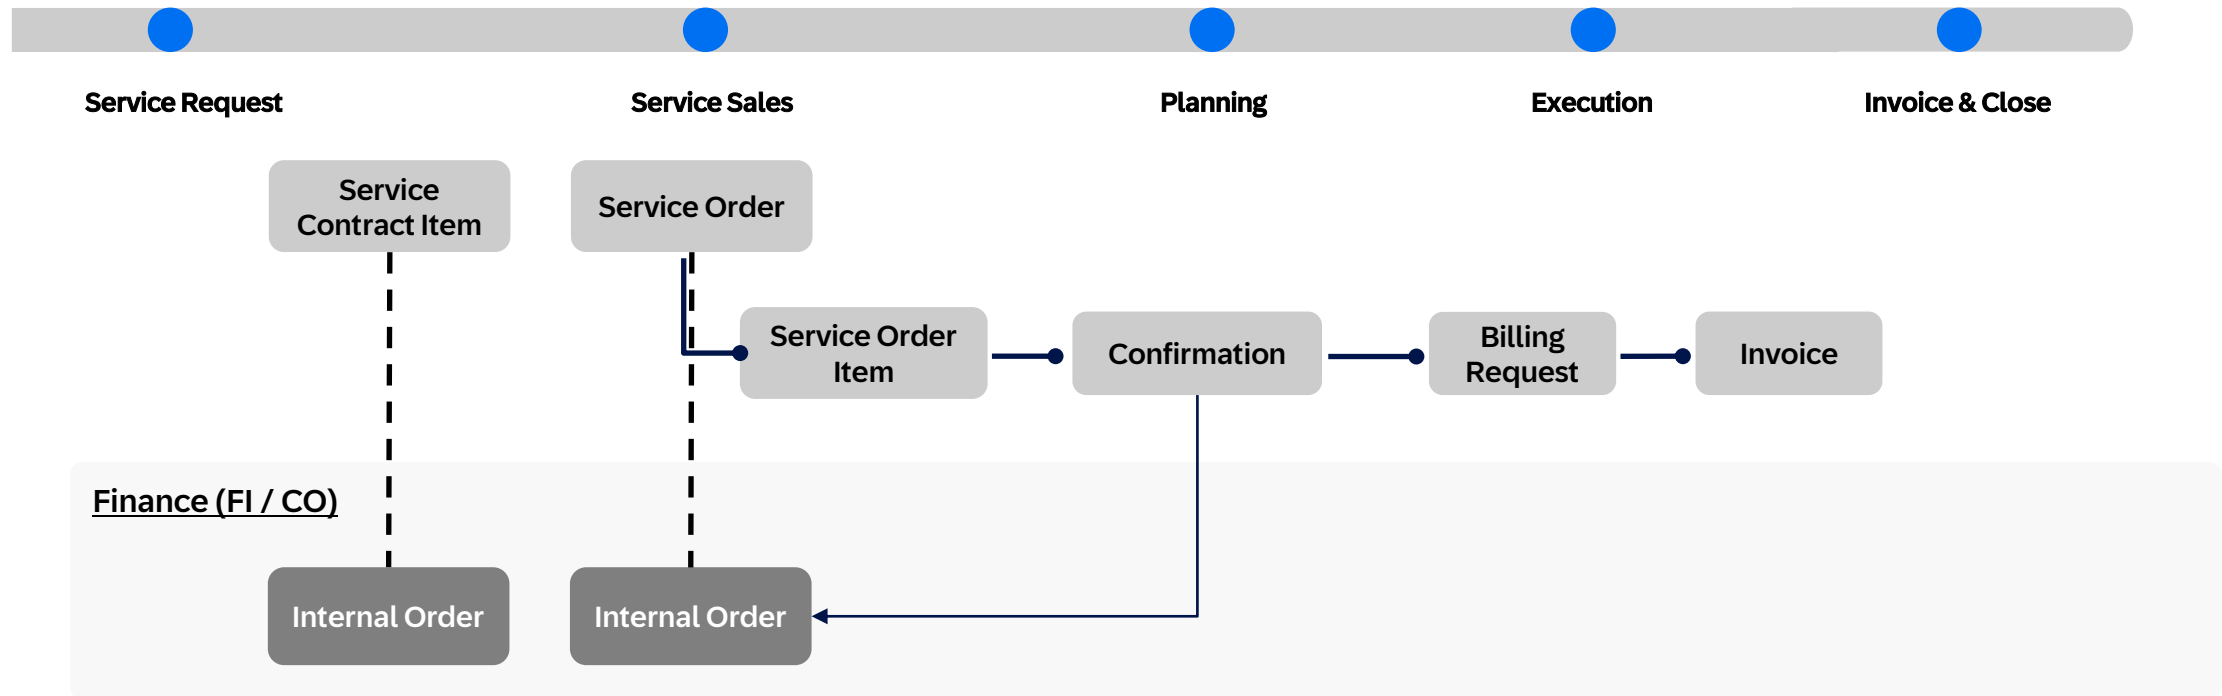 Service Request
Service Sales
Planning
Execution
Invoice & Close
Service
Contract Item
Service Order
Service Order
Item
Confirmation
Billing
Request
Invoice
Finance (FI / CO)
Internal Order
Internal Order